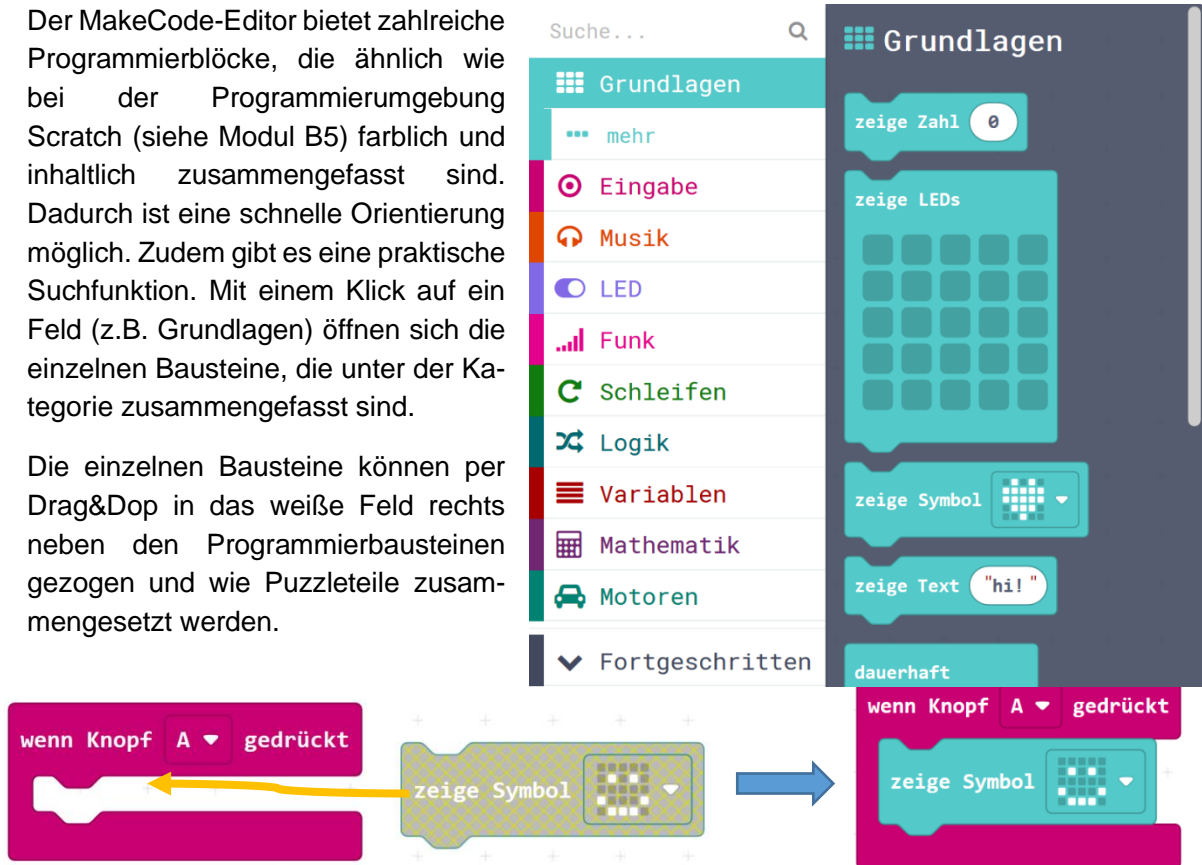 Der MakeCode-Editor bietet zahlreiche
Programmierblöcke, die ähnlich wie
bei der Programmierumgebung
Scratch (siehe Modul B5) farblich und
inhaltlich zusammengefasst sind.
Dadurch ist eine schnelle Orientierung
möglich. Zudem gibt es eine praktische
Suchfunktion. Mit einem Klick auf ein
Feld (z.B. Grundlagen) öffnen sich die
einzelnen Bausteine, die unter der Ka-
tegorie zusammengefasst sind.
Die einzelnen Bausteine können per
Drag&Dop in das weiße Feld rechts
neben den Programmierbausteinen
gezogen und wie Puzzleteile zusam-
mengesetzt werden.
Suche...
Grundlagen
mehr
Eingabe
Musik
LED
Funk
Schleifen
Logik
Variablen
Mathematik
Motoren
Fortgeschritten
Grundlagen
zeige Zahl 0
zeige LEDs
zeige Symbol
zeige Text "hi!"
dauerhaft
wenn Knopf A gedrückt
zeige Symbol
wenn Knopf A gedrückt
zeige Symbol